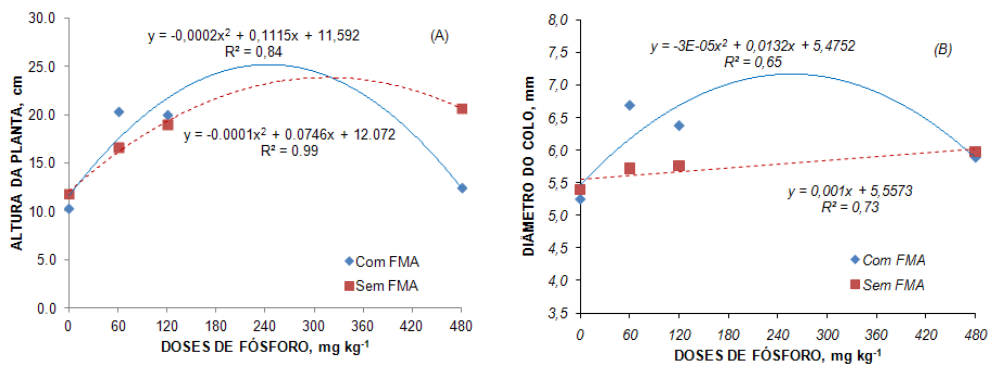 30.0
25.0
20.0
15.0
10.0
5.0
0.0
ALTURA DA PLANTA, cm
y = -0,0002x² + 0,1115x + 11,592
R² = 0,84
(A)
y = -0.0001x² + 0.0746x + 12.072
R² = 0.99
Com FMA
Sem FMA
0 60 120 180 240 300 360 420 480
DOSES DE FÓSFORO, mg kg⁻¹
8,0
7,5
7,0
6,5
6,0
5,5
5,0
4,5
4,0
3,5
DIÂMETRO DO COLO, mm
y = -3E-05x² + 0,0132x + 5,4752
R² = 0,65
(B)
y = 0,001x + 5,5573
R² = 0,73
Com FMA
Sem FMA
0 60 120 180 240 300 360 420 480
DOSES DE FÓSFORO, mg kg⁻¹